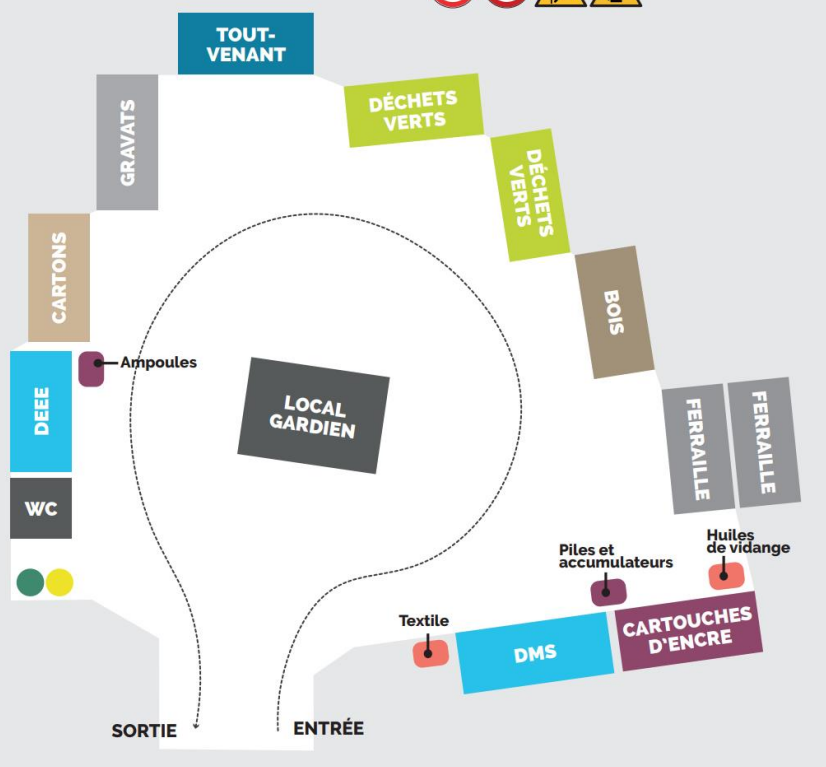 TOUT-
VENANT
DÉCHETS
VERTS
DÉCHETS
VERTS
GRAVATS
CARTONS
BOIS
Ampoules
DEEE
LOCAL
GARDIEN
FERRAILLE
FERRAILLE
WC
Piles et
accumulateurs
Huiles
de vidange
Textile
DMS
CARTOUCHES
D'ENCRE
SORTIE
ENTRÉE